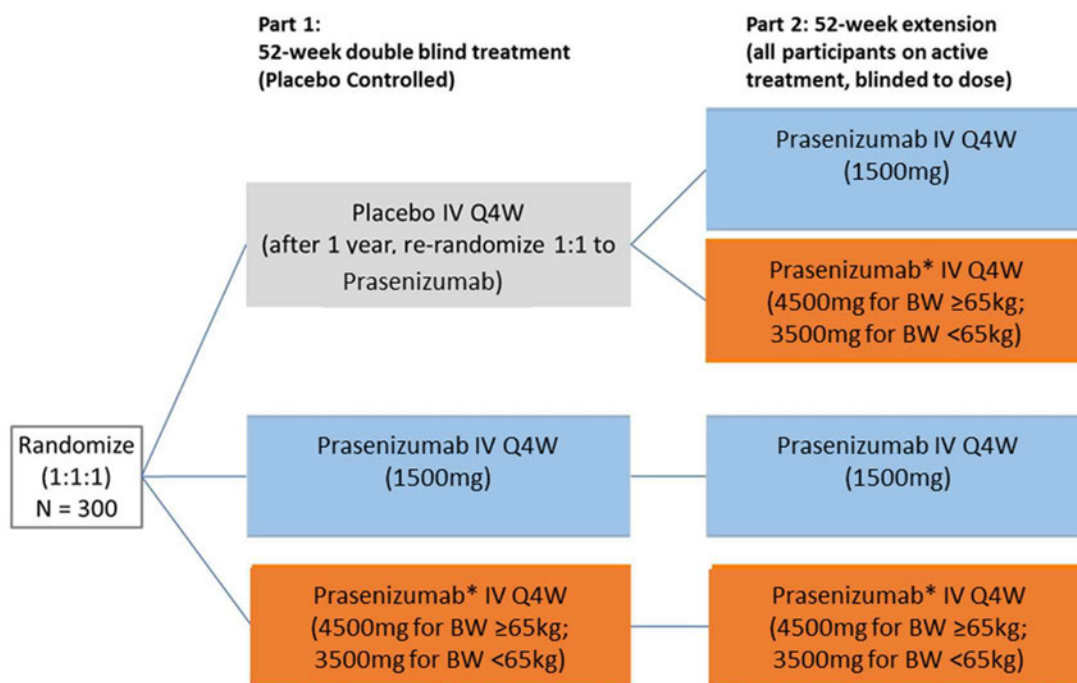 Part 1:
52-week double blind treatment
(Placebo Controlled)
Part 2: 52-week extension
(all participants on active
treatment, blinded to dose)
Prasenizumab IV Q4W
(1500mg)
Placebo IV Q4W
(after 1 year, re-randomize 1:1 to
Prasenizumab)
Prasenizumab* IV Q4W
(4500mg for BW ≥65kg;
3500mg for BW <65kg)
Randomize
(1:1:1)
N = 300
Prasenizumab IV Q4W
(1500mg)
Prasenizumab IV Q4W
(1500mg)
Prasenizumab* IV Q4W
(4500mg for BW ≥65kg;
3500mg for BW <65kg)
Prasenizumab* IV Q4W
(4500mg for BW ≥65kg;
3500mg for BW <65kg)